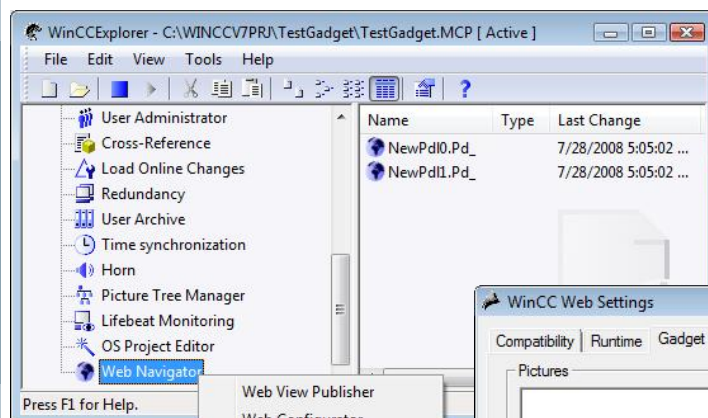 WinCCExplorer - C:\WINCCV7PRJ\TestGadget\TestGadget.MCP [ Active ]
File Edit View Tools Help
User Administrator
Cross-Reference
Load Online Changes
Redundancy
User Archive
Time synchronization
Horn
Picture Tree Manager
Lifebeat Monitoring
OS Project Editor
Web Navigator
Name Type Last Change
NewPdl0.Pd_ 7/28/2008 5:05:02 ...
NewPdl1.Pd_ 7/28/2008 5:05:02 ...
WinCC Web Settings
Compatibility Runtime Gadget
Pictures
Web View Publisher
Web Configurator
Press F1 for Help.